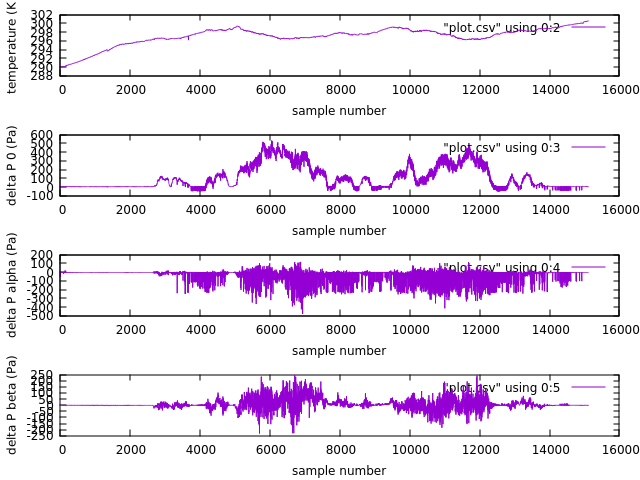 temperature (K
302
300
298
296
294
292
290
288
"plot.csv" using 0:2
0 2000 4000 6000 8000 10000 12000 14000 16000
sample number
delta P 0 (Pa)
600
500
400
300
200
100
0
-100
"plot.csv" using 0:3
0 2000 4000 6000 8000 10000 12000 14000 16000
sample number
delta P alpha (Pa)
200
100
0
-100
-200
-300
-400
-500
"plot.csv" using 0:4
0 2000 4000 6000 8000 10000 12000 14000 16000
sample number
delta P beta (Pa)
250
200
150
100
50
0
-50
-100
-150
-200
-250
"plot.csv" using 0:5
0 2000 4000 6000 8000 10000 12000 14000 16000
sample number